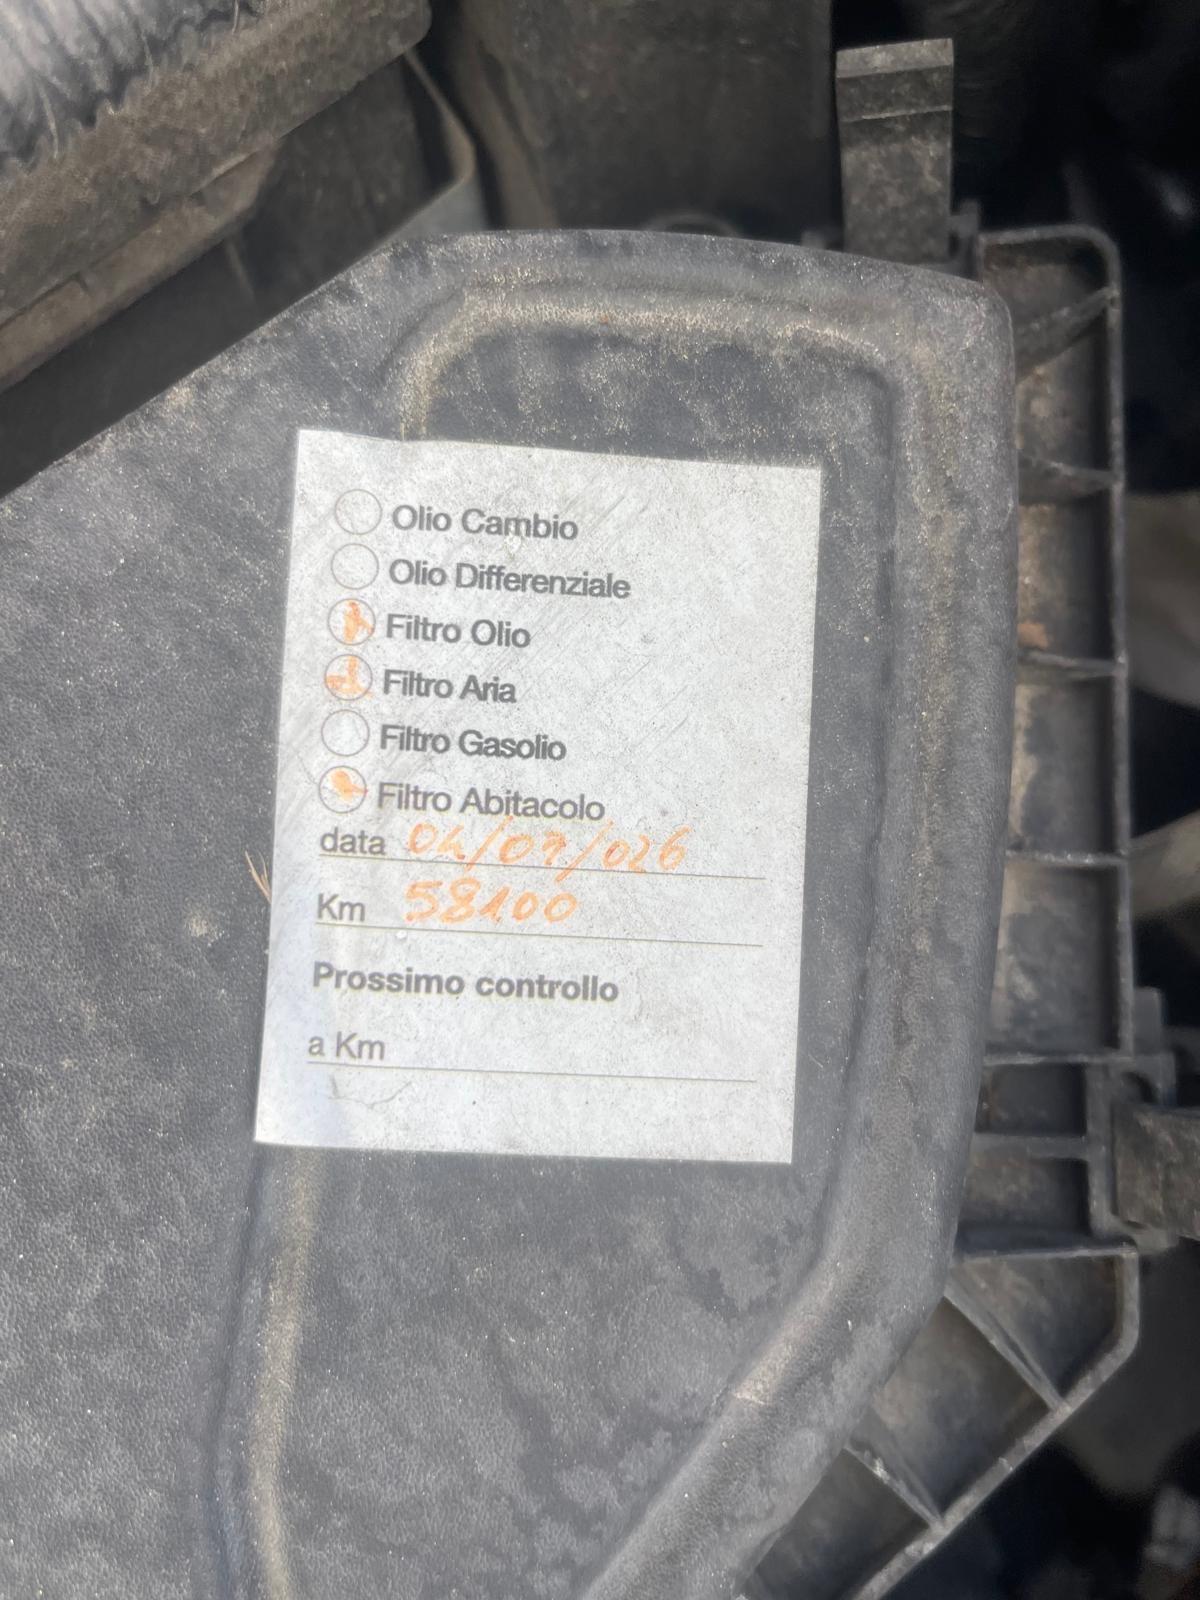 Olio Cambio
Olio Differenziale
Filtro Olio
Filtro Aria
Filtro Gasolio
Filtro Abitacolo
data 04/07/026
Km 58100
Prossimo controllo
a Km